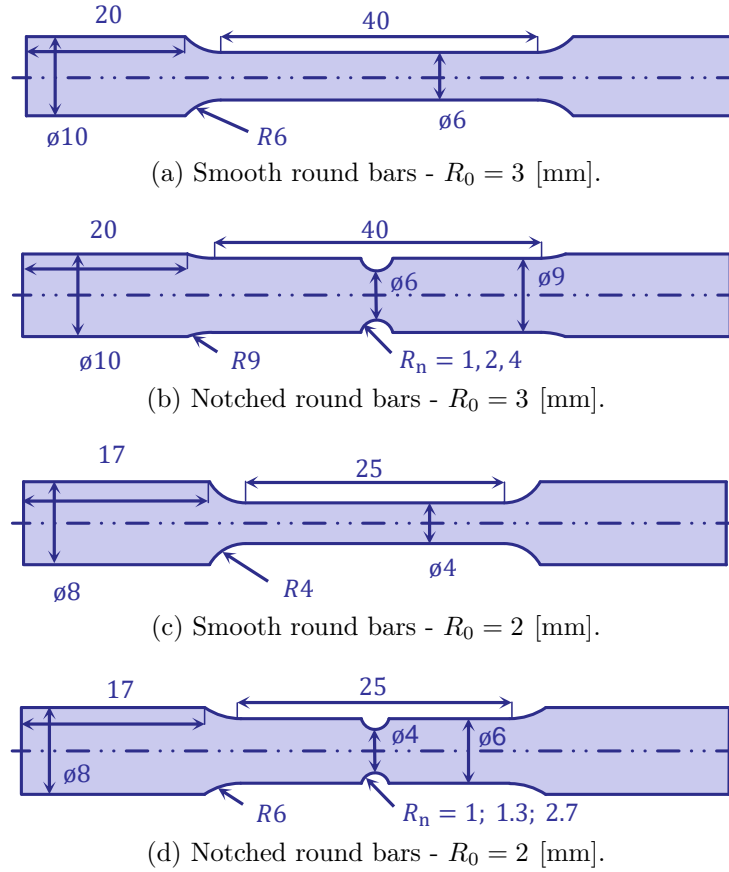 20 40
ø10 R6 ø6
(a) Smooth round bars - R₀ = 3 [mm].
20 40
ø6 ø9
ø10 R9 Rₙ = 1, 2, 4
(b) Notched round bars - R₀ = 3 [mm].
17 25
ø8 R4 ø4
(c) Smooth round bars - R₀ = 2 [mm].
17 25
ø4 ø6
ø8
R6 Rₙ = 1; 1.3; 2.7
(d) Notched round bars - R₀ = 2 [mm].